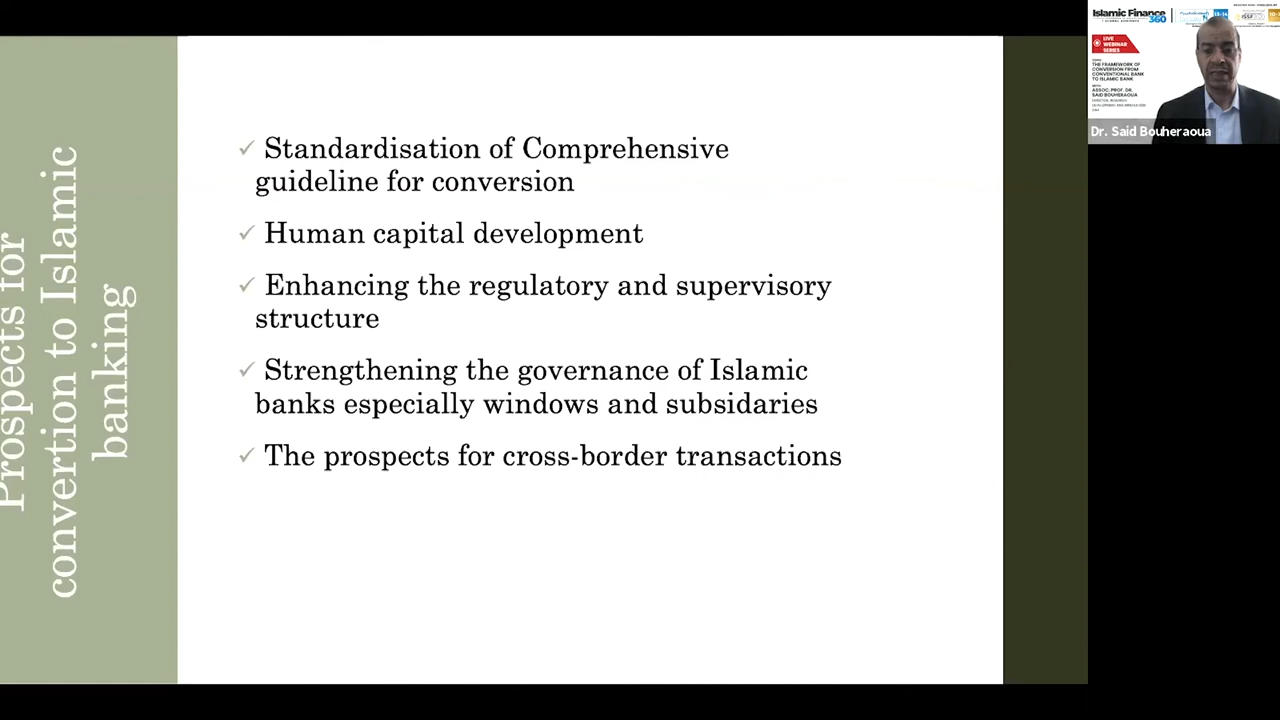 Prospects for
convertion to Islamic
banking
✓ Standardisation of Comprehensive
guideline for conversion
✓ Human capital development
✓ Enhancing the regulatory and supervisory
structure
✓ Strengthening the governance of Islamic
banks especially windows and subsidaries
✓ The prospects for cross-border transactions
Islamic Finance
360
LIVE
WEBINAR
SERIES
THE FRAMEWORK OF
CONVERSION FROM
CONVENTIONAL BANK
TO ISLAMIC BANK
ASSOC. PROF. DR.
SAID BOUHERAOUA
Dr. Said Bouheraoua